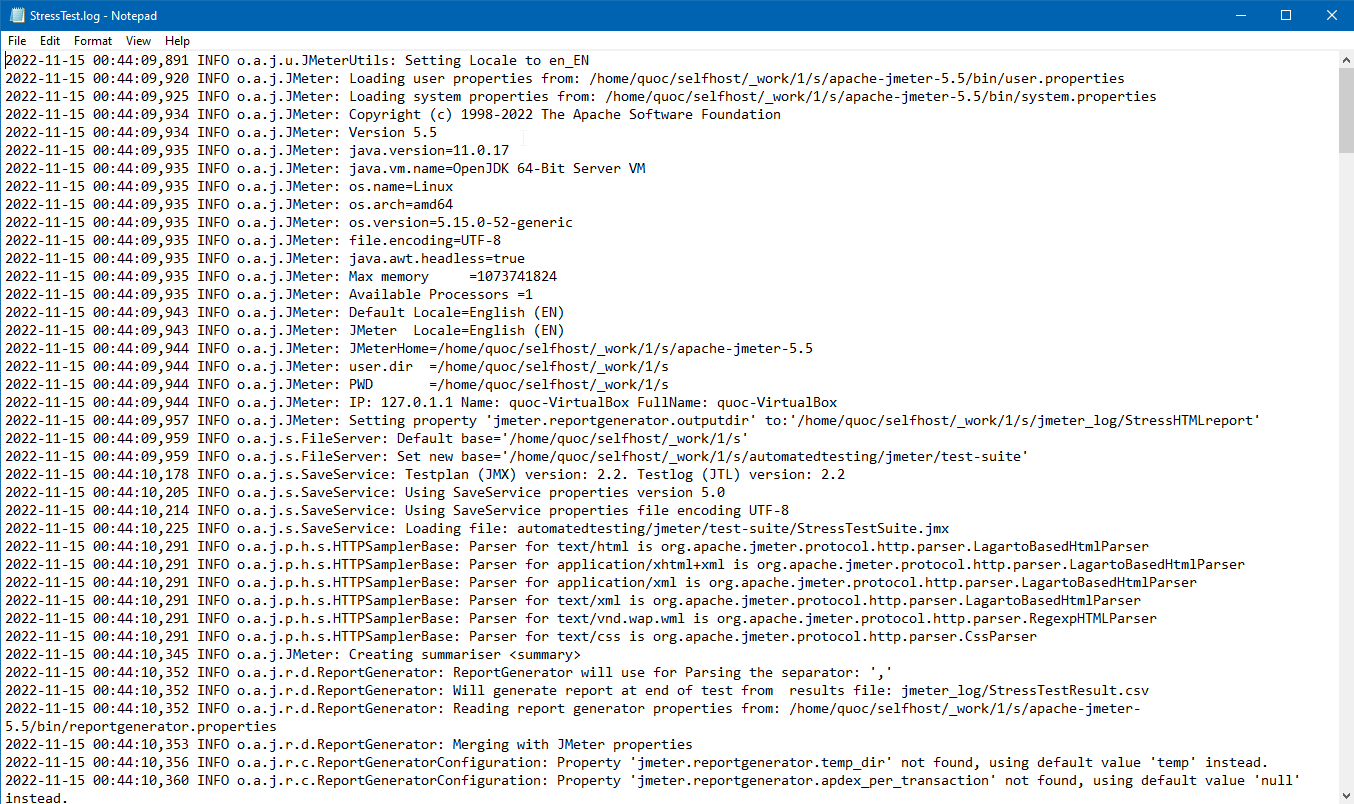 StressTest.log - Notepad
File Edit Format View Help
2022-11-15 00:44:09,891 INFO o.a.j.u.JMeterUtils: Setting Locale to en_EN
2022-11-15 00:44:09,920 INFO o.a.j.JMeter: Loading user properties from: /home/quoc/selfhost/_work/1/s/apache-jmeter-5.5/bin/user.properties
2022-11-15 00:44:09,925 INFO o.a.j.JMeter: Loading system properties from: /home/quoc/selfhost/_work/1/s/apache-jmeter-5.5/bin/system.properties
2022-11-15 00:44:09,934 INFO o.a.j.JMeter: Copyright (c) 1998-2022 The Apache Software Foundation
2022-11-15 00:44:09,934 INFO o.a.j.JMeter: Version 5.5
2022-11-15 00:44:09,935 INFO o.a.j.JMeter: java.version=11.0.17
2022-11-15 00:44:09,935 INFO o.a.j.JMeter: java.vm.name=OpenJDK 64-Bit Server VM
2022-11-15 00:44:09,935 INFO o.a.j.JMeter: os.name=Linux
2022-11-15 00:44:09,935 INFO o.a.j.JMeter: os.arch=amd64
2022-11-15 00:44:09,935 INFO o.a.j.JMeter: os.version=5.15.0-52-generic
2022-11-15 00:44:09,935 INFO o.a.j.JMeter: file.encoding=UTF-8
2022-11-15 00:44:09,935 INFO o.a.j.JMeter: java.awt.headless=true
2022-11-15 00:44:09,935 INFO o.a.j.JMeter: Max memory     =1073741824
2022-11-15 00:44:09,935 INFO o.a.j.JMeter: Available Processors =1
2022-11-15 00:44:09,943 INFO o.a.j.JMeter: Default Locale=English (EN)
2022-11-15 00:44:09,943 INFO o.a.j.JMeter: JMeter  Locale=English (EN)
2022-11-15 00:44:09,944 INFO o.a.j.JMeter: JMeterHome=/home/quoc/selfhost/_work/1/s/apache-jmeter-5.5
2022-11-15 00:44:09,944 INFO o.a.j.JMeter: user.dir  =/home/quoc/selfhost/_work/1/s
2022-11-15 00:44:09,944 INFO o.a.j.JMeter: PWD       =/home/quoc/selfhost/_work/1/s
2022-11-15 00:44:09,944 INFO o.a.j.JMeter: IP: 127.0.1.1 Name: quoc-VirtualBox FullName: quoc-VirtualBox
2022-11-15 00:44:09,957 INFO o.a.j.JMeter: Setting property 'jmeter.reportgenerator.outputdir' to:'/home/quoc/selfhost/_work/1/s/jmeter_log/StressHTMLreport'
2022-11-15 00:44:09,959 INFO o.a.j.s.FileServer: Default base='/home/quoc/selfhost/_work/1/s'
2022-11-15 00:44:09,959 INFO o.a.j.s.FileServer: Set new base='/home/quoc/selfhost/_work/1/s/automatedtesting/jmeter/test-suite'
2022-11-15 00:44:10,178 INFO o.a.j.s.SaveService: Testplan (JMX) version: 2.2. Testlog (JTL) version: 2.2
2022-11-15 00:44:10,205 INFO o.a.j.s.SaveService: Using SaveService properties version 5.0
2022-11-15 00:44:10,214 INFO o.a.j.s.SaveService: Using SaveService properties file encoding UTF-8
2022-11-15 00:44:10,225 INFO o.a.j.s.SaveService: Loading file: automatedtesting/jmeter/test-suite/StressTestSuite.jmx
2022-11-15 00:44:10,291 INFO o.a.j.p.h.s.HTTPSamplerBase: Parser for text/html is org.apache.jmeter.protocol.http.parser.LagartoBasedHtmlParser
2022-11-15 00:44:10,291 INFO o.a.j.p.h.s.HTTPSamplerBase: Parser for application/xhtml+xml is org.apache.jmeter.protocol.http.parser.LagartoBasedHtmlParser
2022-11-15 00:44:10,291 INFO o.a.j.p.h.s.HTTPSamplerBase: Parser for application/xml is org.apache.jmeter.protocol.http.parser.LagartoBasedHtmlParser
2022-11-15 00:44:10,291 INFO o.a.j.p.h.s.HTTPSamplerBase: Parser for text/xml is org.apache.jmeter.protocol.http.parser.LagartoBasedHtmlParser
2022-11-15 00:44:10,291 INFO o.a.j.p.h.s.HTTPSamplerBase: Parser for text/vnd.wap.wml is org.apache.jmeter.protocol.http.parser.RegexpHTMLParser
2022-11-15 00:44:10,291 INFO o.a.j.p.h.s.HTTPSamplerBase: Parser for text/css is org.apache.jmeter.protocol.http.parser.CssParser
2022-11-15 00:44:10,345 INFO o.a.j.JMeter: Creating summariser <summary>
2022-11-15 00:44:10,352 INFO o.a.j.r.d.ReportGenerator: ReportGenerator will use for Parsing the separator: ','
2022-11-15 00:44:10,352 INFO o.a.j.r.d.ReportGenerator: Will generate report at end of test from  results file: jmeter_log/StressTestResult.csv
2022-11-15 00:44:10,352 INFO o.a.j.r.d.ReportGenerator: Reading report generator properties from: /home/quoc/selfhost/_work/1/s/apache-jmeter-
5.5/bin/reportgenerator.properties
2022-11-15 00:44:10,353 INFO o.a.j.r.d.ReportGenerator: Merging with JMeter properties
2022-11-15 00:44:10,356 INFO o.a.j.r.c.ReportGeneratorConfiguration: Property 'jmeter.reportgenerator.temp_dir' not found, using default value 'temp' instead.
2022-11-15 00:44:10,360 INFO o.a.j.r.c.ReportGeneratorConfiguration: Property 'jmeter.reportgenerator.apdex_per_transaction' not found, using default value 'null'
instead.